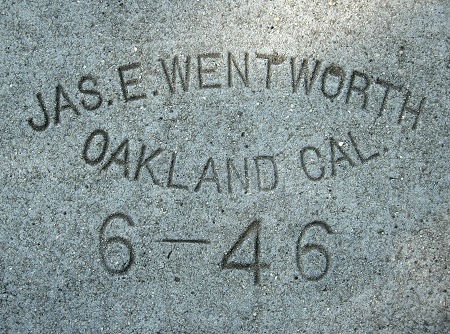 JAS. E. WENTWORTH
OAKLAND CAL.
6-46